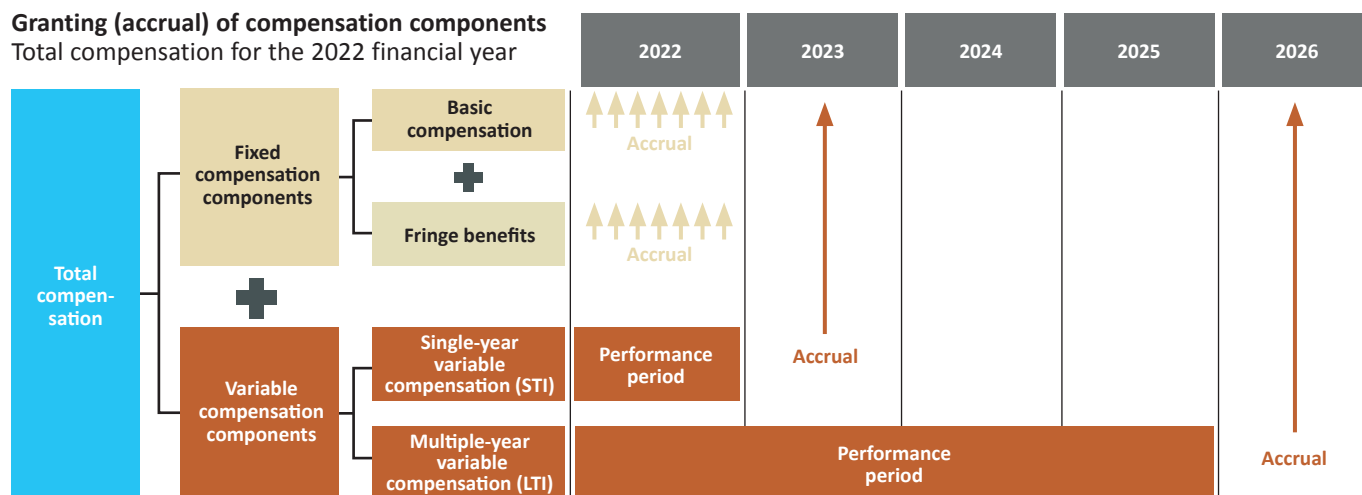 Granting (accrual) of compensation components
Total compensation for the 2022 financial year
2022
2023
2024
2025
2026
Basic
compensation
Accrual
Fixed
compensation
components
Fringe benefits
Accrual
Total
compen-
sation
Single-year
variable
compensation (STI)
Performance
period
Accrual
Variable
compensation
components
Multiple-year
variable
compensation (LTI)
Performance
period
Accrual